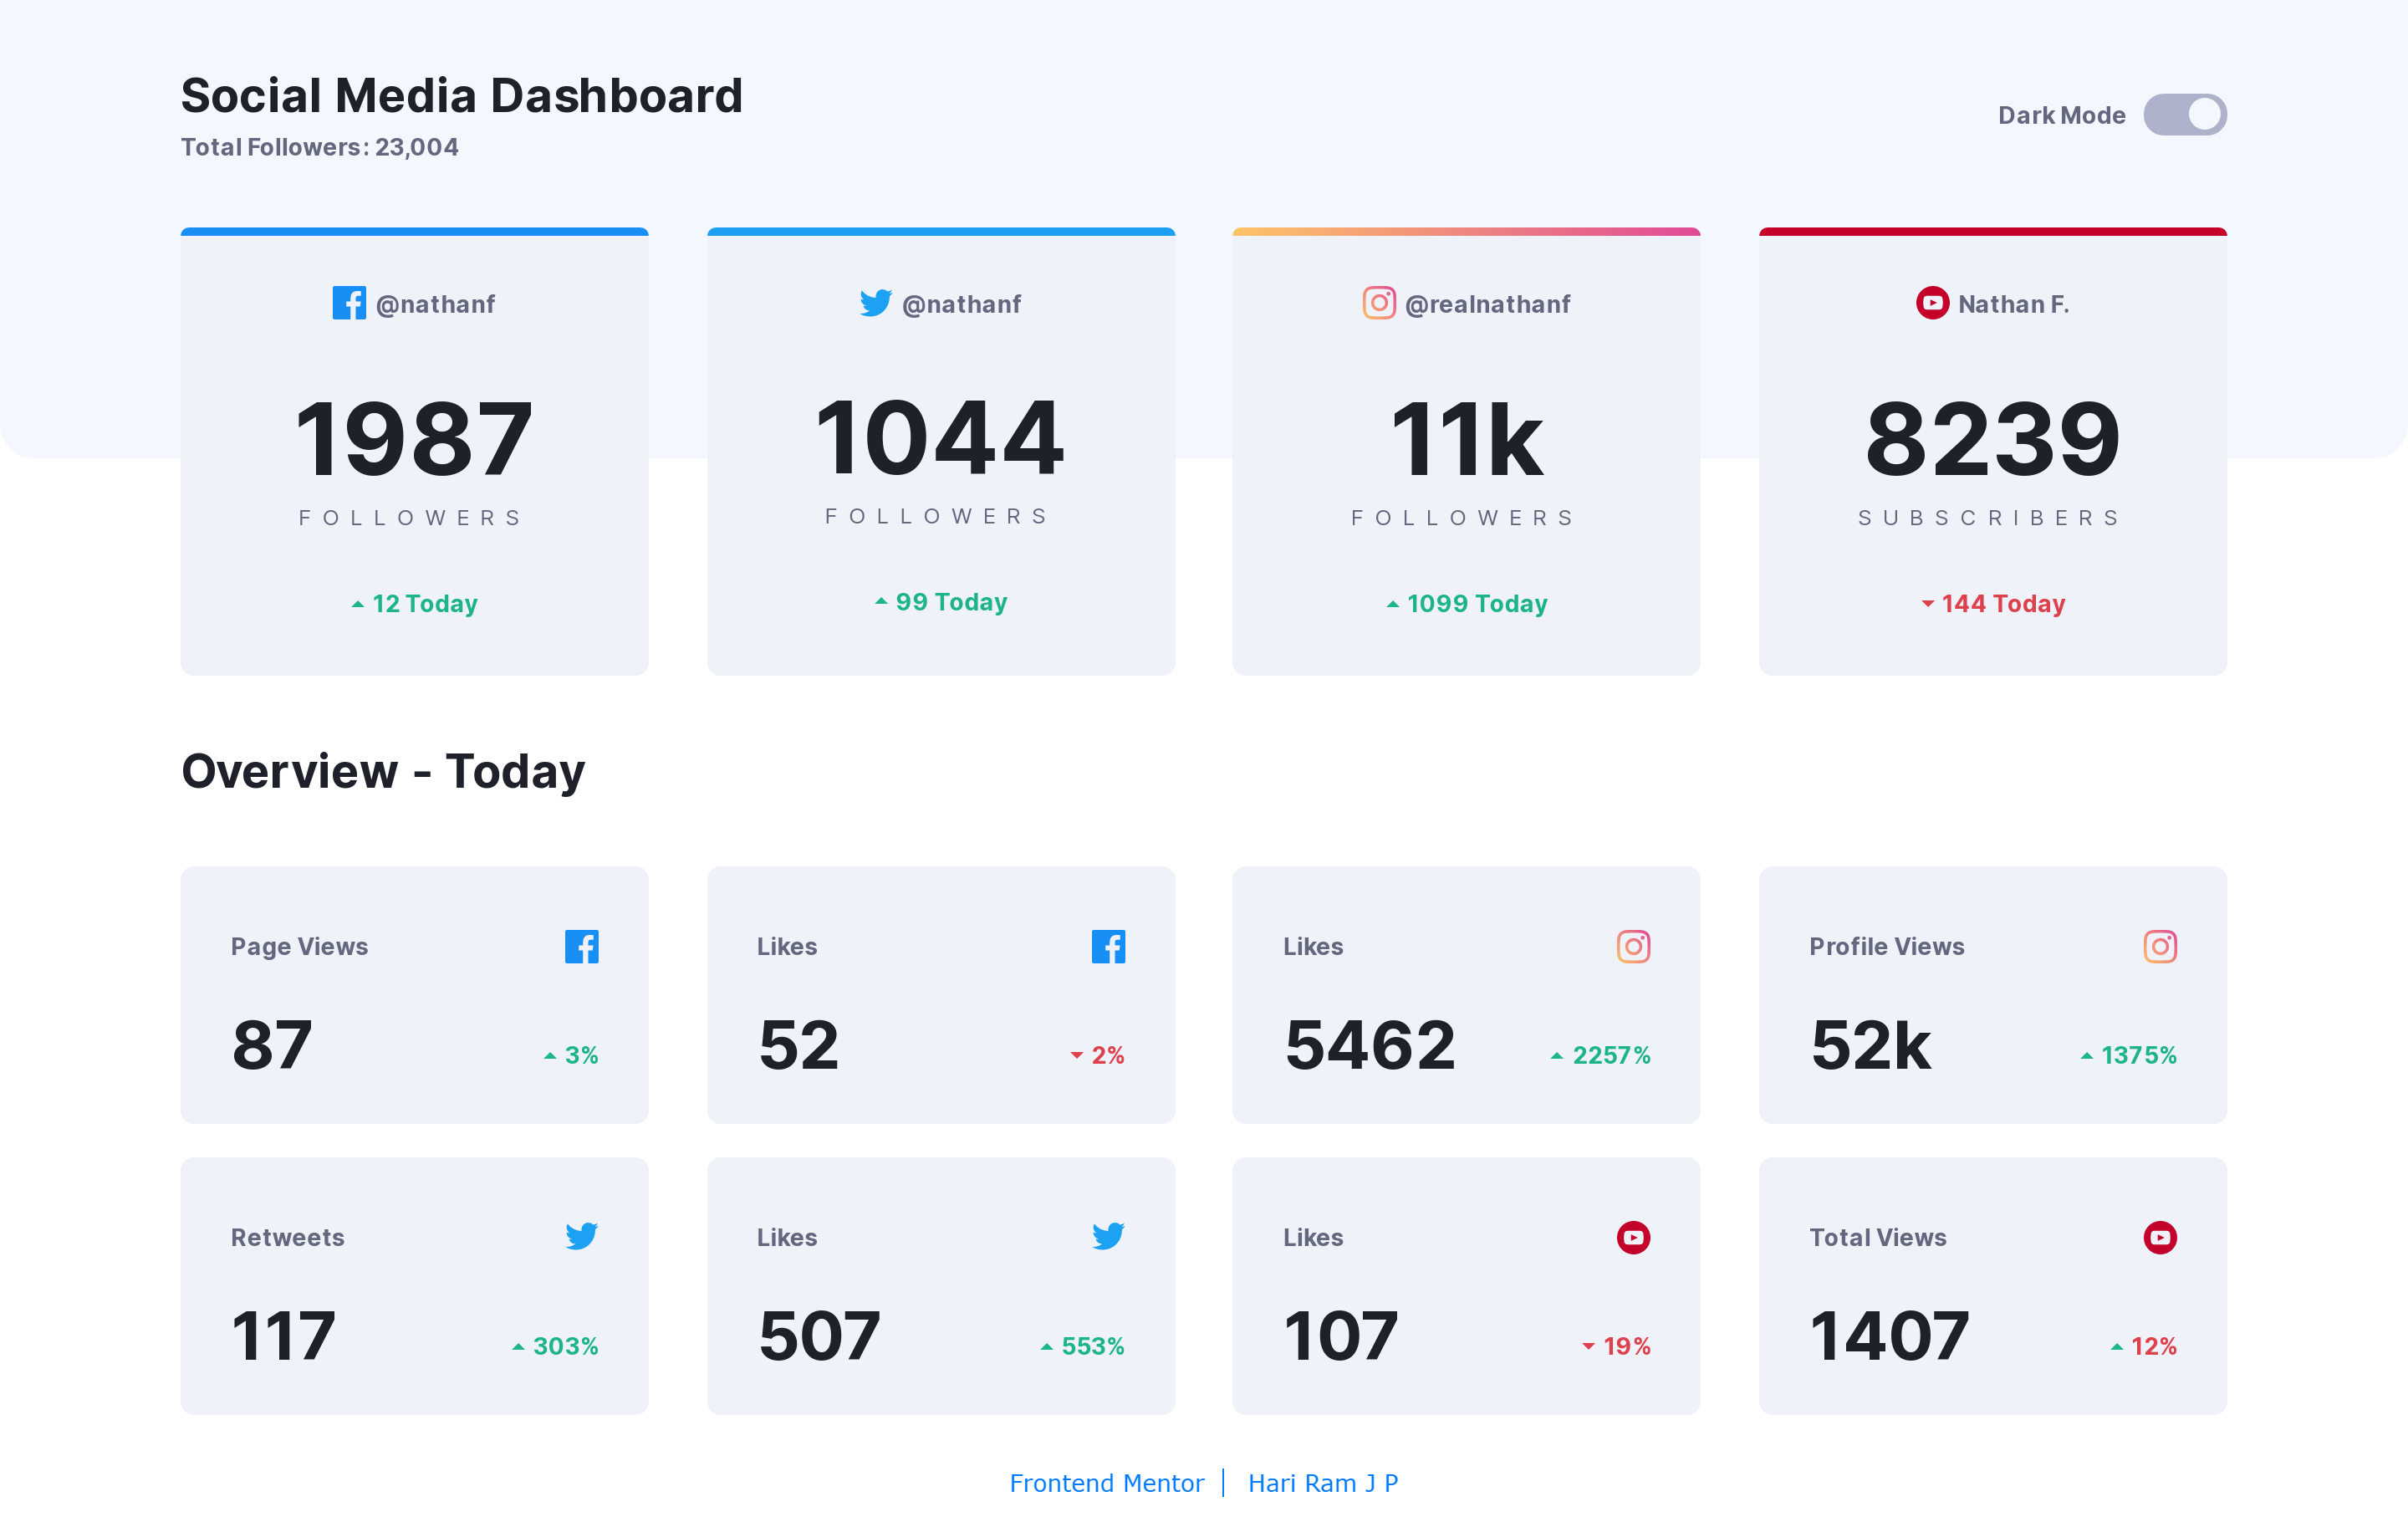 Social Media Dashboard
Total Followers: 23,004
Dark Mode
@nathanf
1987
FOLLOWERS
12 Today
@nathanf
1044
FOLLOWERS
99 Today
@realnathanf
11k
FOLLOWERS
1099 Today
Nathan F.
8239
SUBSCRIBERS
144 Today
Overview - Today
Page Views
87
3%
Likes
52
2%
Likes
5462
2257%
Profile Views
52k
1375%
Retweets
117
303%
Likes
507
553%
Likes
107
19%
Total Views
1407
12%
Frontend Mentor | Hari Ram J P